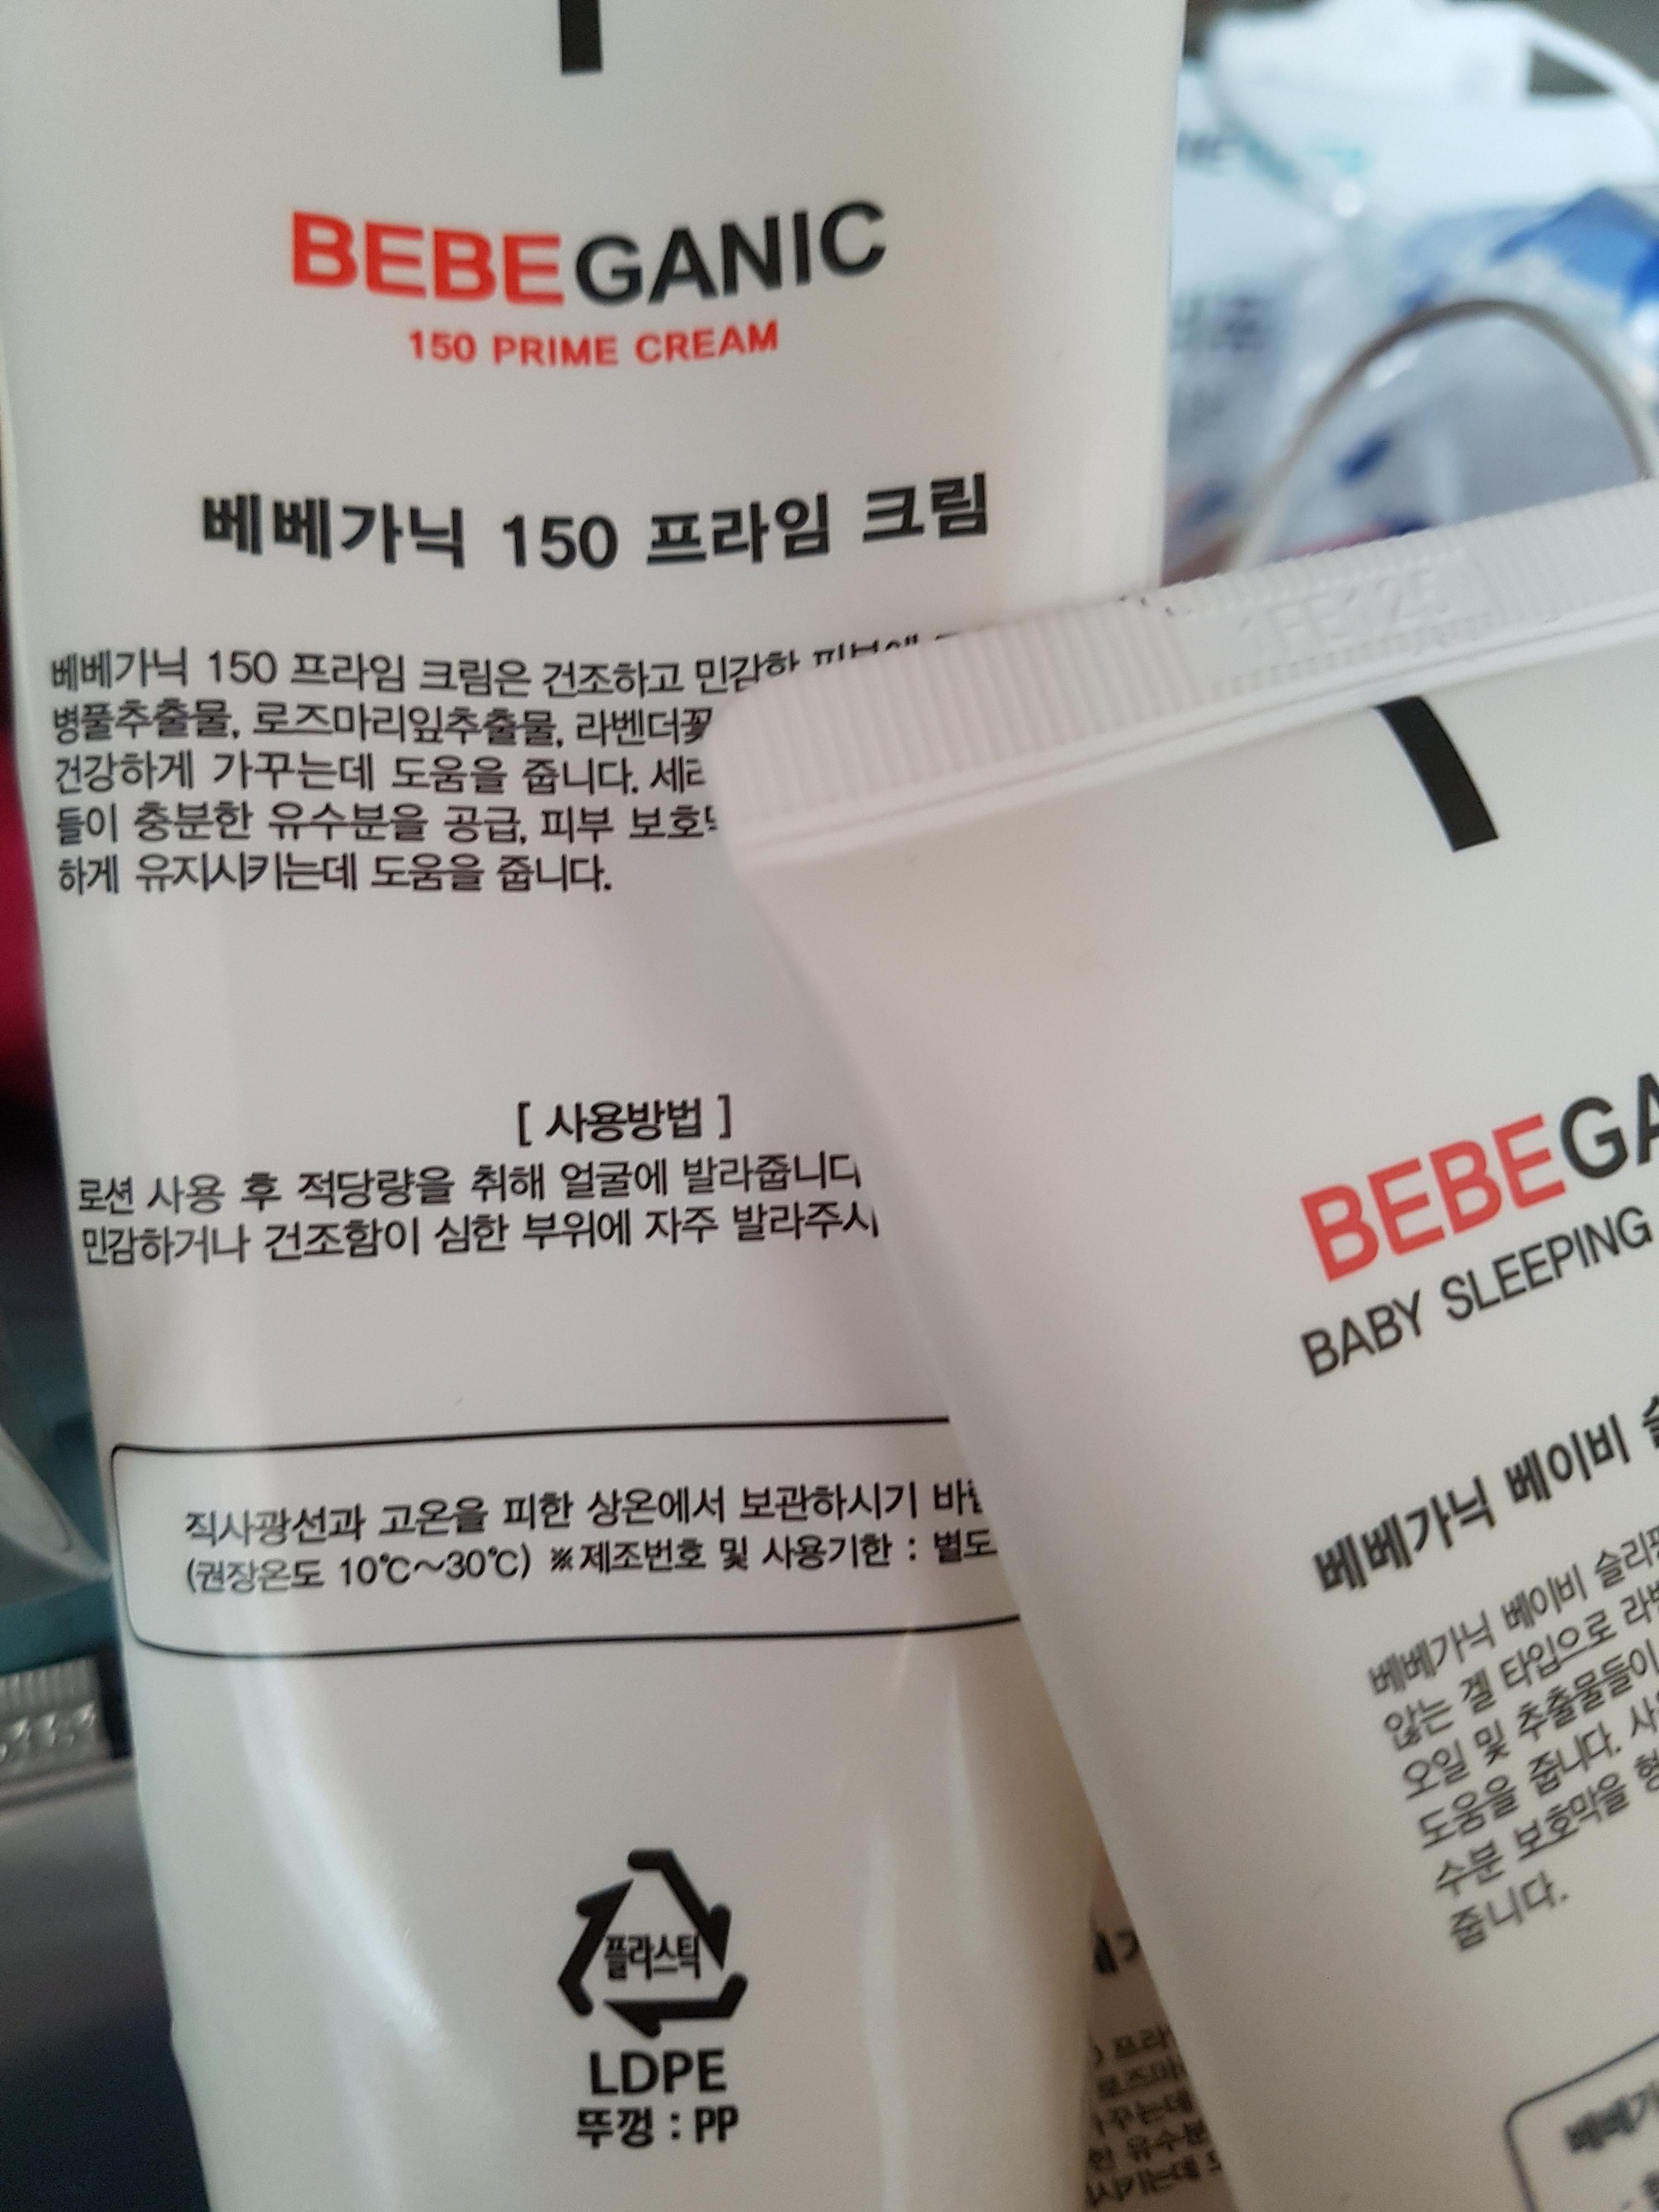 BEBEGANIC
150 PRIME CREAM
베베가닉 150 프라임 크림
베베가닉 150 프라임 크림은 건조하고 민감한
병풀추출물, 로즈마리잎추출물, 라벤더꽃
건강하게 가꾸는데 도움을 줍니다.
들이 충분한 유수분을 공급, 피부
하게 유지시키는데 도움을 줍니다.
[ 사용방법 ]
로션 사용 후 적당량을 취해 얼굴에 발라줍니다
민감하거나 건조함이 심한 부위에 자주
직사광선과 고온을 피한 상온에서 보관하시기
(권장온도 10℃~30℃) ※제조번호 및 사용기한 : 별도
플라스틱
LDPE
뚜껑 : PP
BEBEGA
BABY SLEEPING
베베가닉 베이비
베베가닉 베이비
않는 겔 타입으로
오일 및 추출물들이
도움을 줍니다.
수분 보호막을
줍니다.